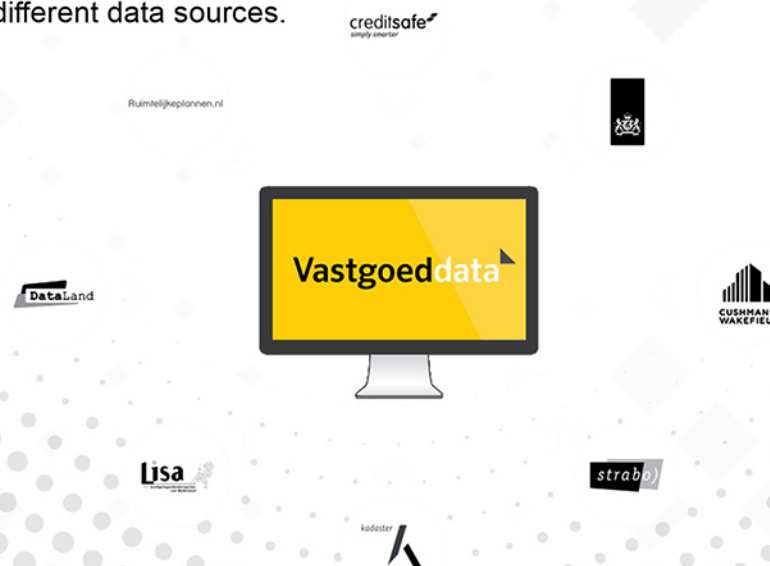 different data sources.
creditsafe
simply smarter
Ruimtelijkeplannen.nl
Vastgoeddata
DataLand
CUSHMAN
WAKEFIEL
Lisa
strabo)
kadaster